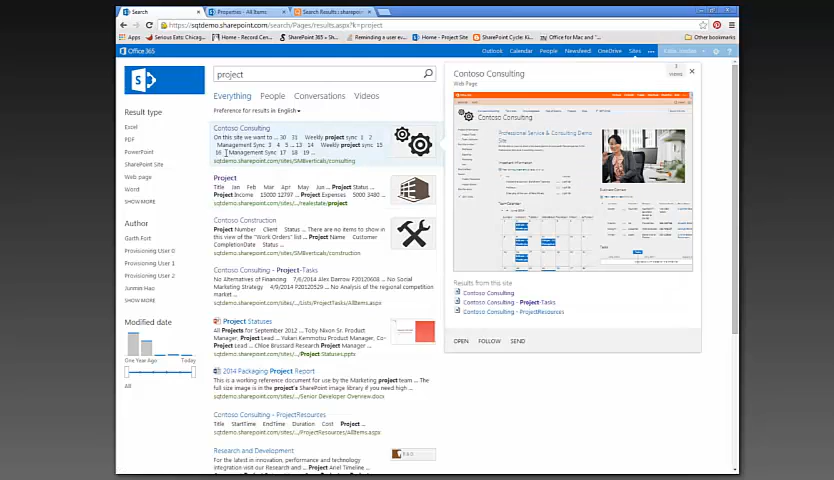 Search
Properties - All Items
Search Results : sharepoi
https://sqtdemo.sharepoint.com/search/Pages/results.aspx?k=project
Apps
Serious Eats: Chicag
Home - Record Cen
SharePoint 365 » Sh
Reminding a user ev
Home - Project Site
SharePoint Cycle: Ki
Office for Mac
Other bookmarks
Office 365
Outlook Calendar People Newsfeed OneDrive Sites
project
Everything People Conversations Videos
Preference for results in English
Result type
Excel
PDF
PowerPoint
SharePoint Site
Web page
Word
SHOW MORE
Author
Garth Fort
Provisioning User 0
Provisioning User 1
Provisioning User 2
Junmin Hao
SHOW MORE
Modified date
One Year Ago Today
All
Contoso Consulting
On this site we want to ... 30 31 Weekly project sync 1 2
Management Sync 3 4 5 ... 13 14 Weekly project sync 15
16 Management Sync 17 18 19 ...
sqtdemo.sharepoint.com/sites/SMBverticals/consulting
Project
Title Jan Feb Mar Apr May Jun ... Project Status ...
Project Income 15000 12797 ... Project Expenses 5000 3480 ...
sqtdemo.sharepoint.com/sites/.../realestate/project
Contoso Construction
Project Number Client Status ... There are no items to show in
this view of the "Work Orders" list ... Project Name Customer
CompletionDate Status ...
sqtdemo.sharepoint.com/sites/SMBverticals/construction
Contoso Consulting - Project-Tasks
No Alternatives of Financing 7/6/2014 Alex Darrow P20120608 ... No Social
Marketing Strategy 4/9/2014 P20120529 ... No Analysis of the regional competition
market ...
sqtdemo.sharepoint.com/sites/.../Lists/ProjectTasks/AllItems.aspx
Project Statuses
All Projects for September 2012 ... Toby Nixon Sr. Product
Manager, Project Lead ... Yukari Kemmotsu Product Manager, Co-
Project Lead ... Chloe Brussard Research Project Manager ...
sqtdemo.sharepoint.com/sites/.../Project Statuses.pptx
2014 Packaging Project Report
This is a working reference document for use by the Marketing project team ... The
full size image is in the project's SharePoint image library if you need high ...
sqtdemo.sharepoint.com/sites/.../Senior Developer Overview.docx
Contoso Consulting - ProjectResources
Title StartTime EndTime Duration Cost Project ...
sqtdemo.sharepoint.com/sites/.../ProjectResources/AllItems.aspx
Research and Development
For the latest in innovation, performance and technology
integration visit our Research and ... Project Ariel Timeline ...
Contoso Consulting
Web Page
3
VIEWS
Contoso Consulting
Professional Service & Consulting Demo
Site
Results from this site
Contoso Consulting
Contoso Consulting - Project-Tasks
Contoso Consulting - ProjectResources
OPEN FOLLOW SEND